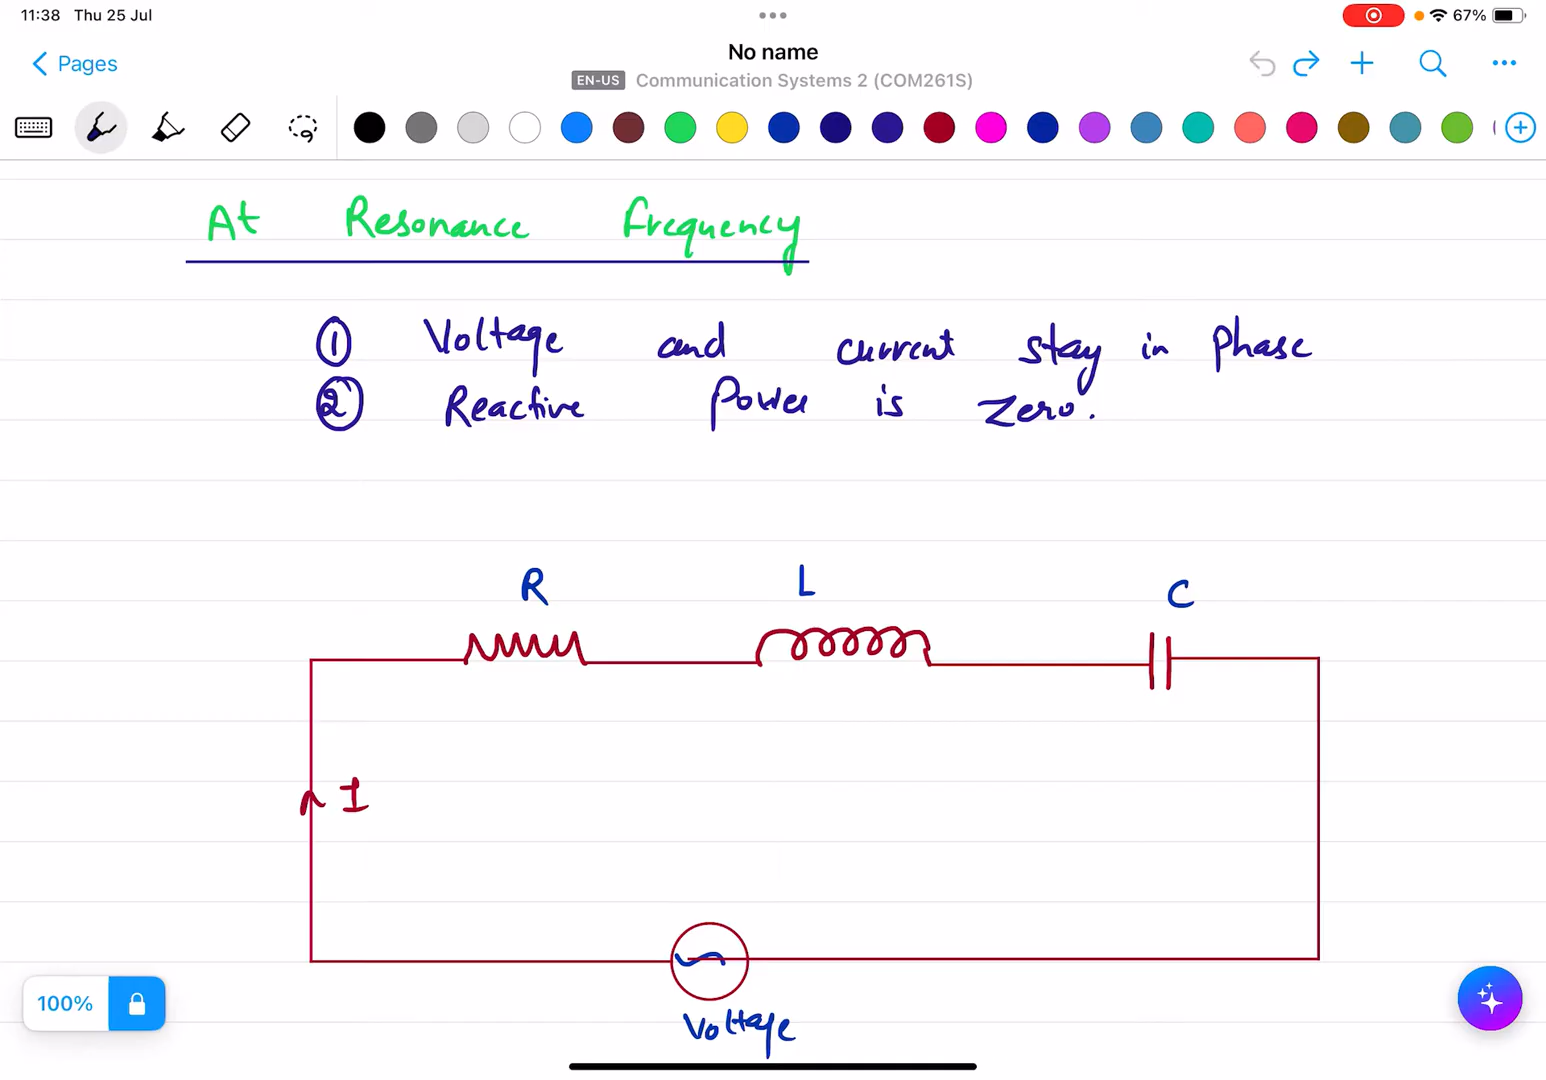 11:38 Thu 25 Jul
67%
Pages
No name
EN-US Communication Systems 2 (COM261S)
At Resonance frequency
1 Voltage and current stay in phase
2 Reactive Power is zero.
R L C
I
100%
Voltage